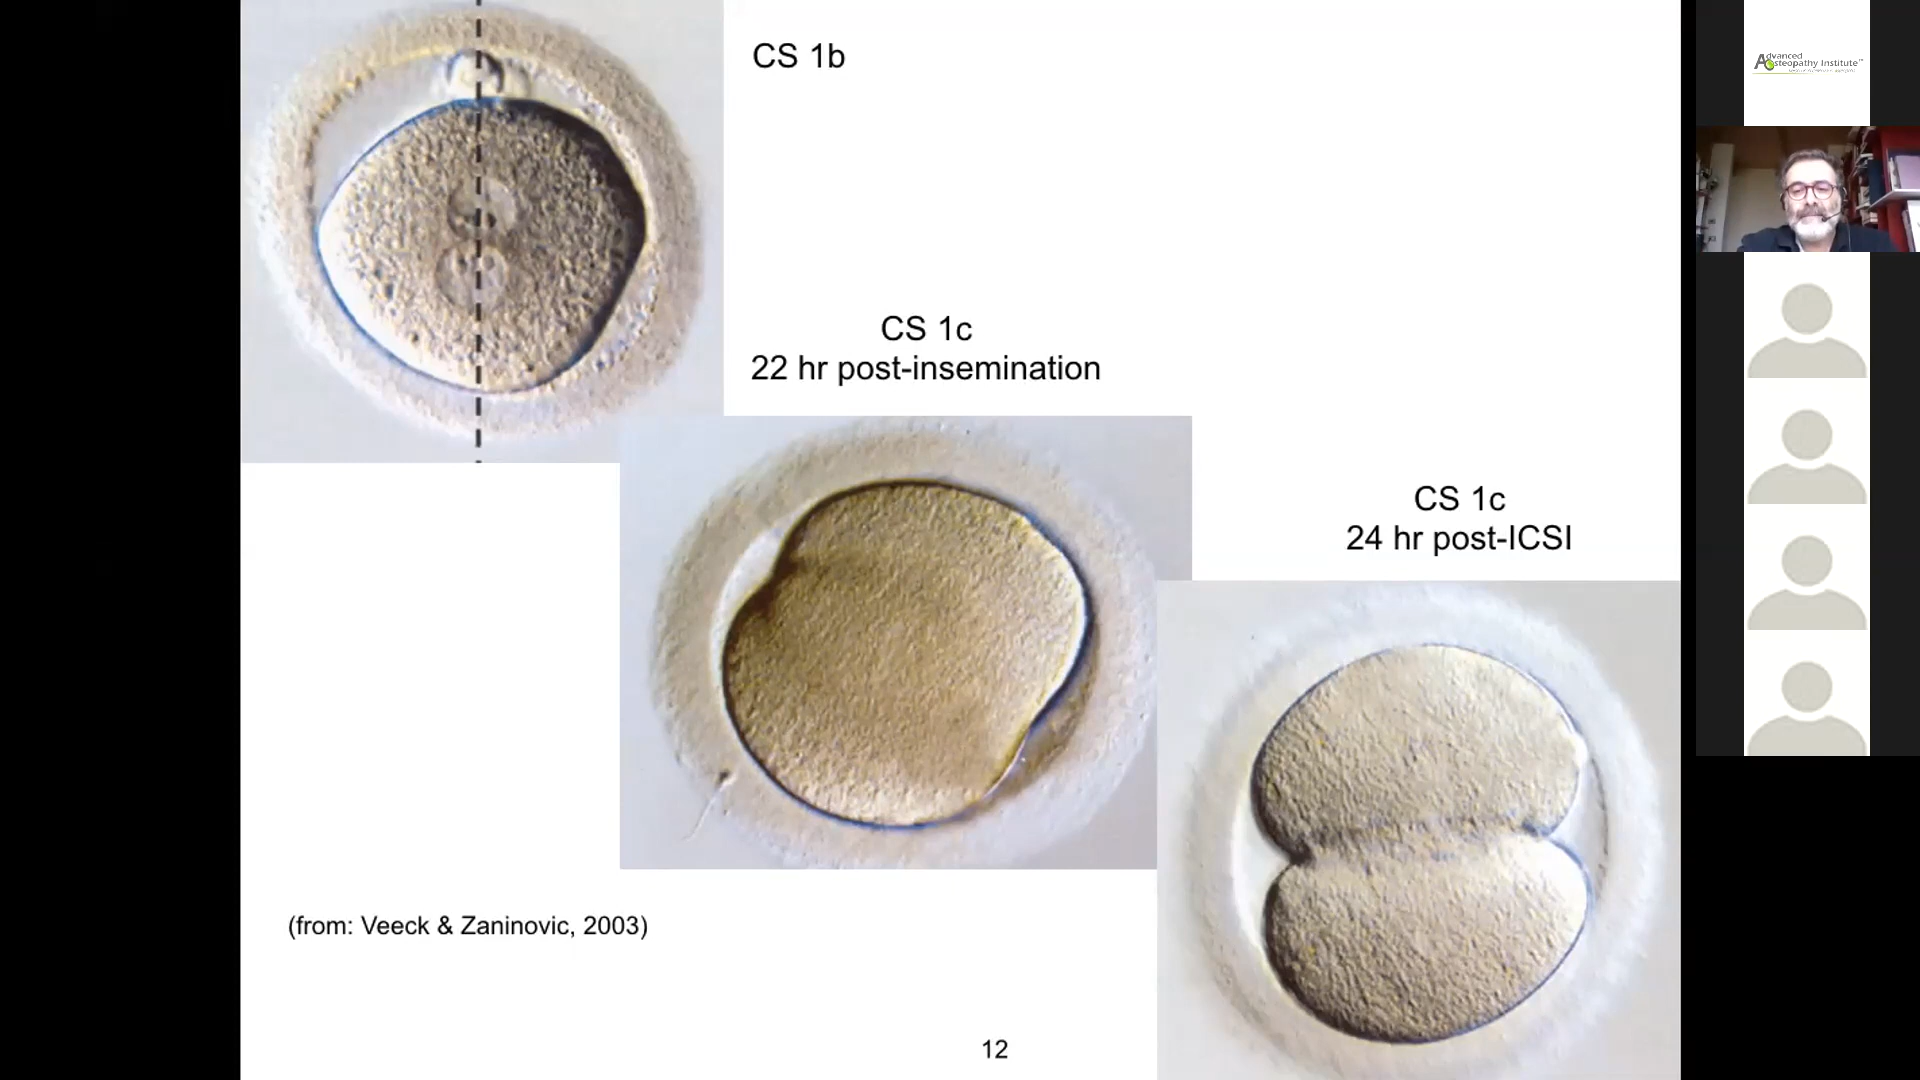 CS 1b
CS 1c
22 hr post-insemination
CS 1c
24 hr post-ICSI
(from: Veeck & Zaninovic, 2003)
12
Advanced
Osteopathy Institute™